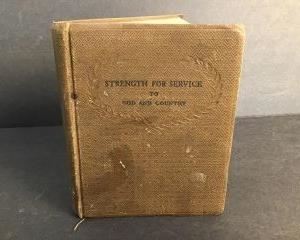 STRENGTH FOR SERVICE
TO
GOD AND COUNTRY